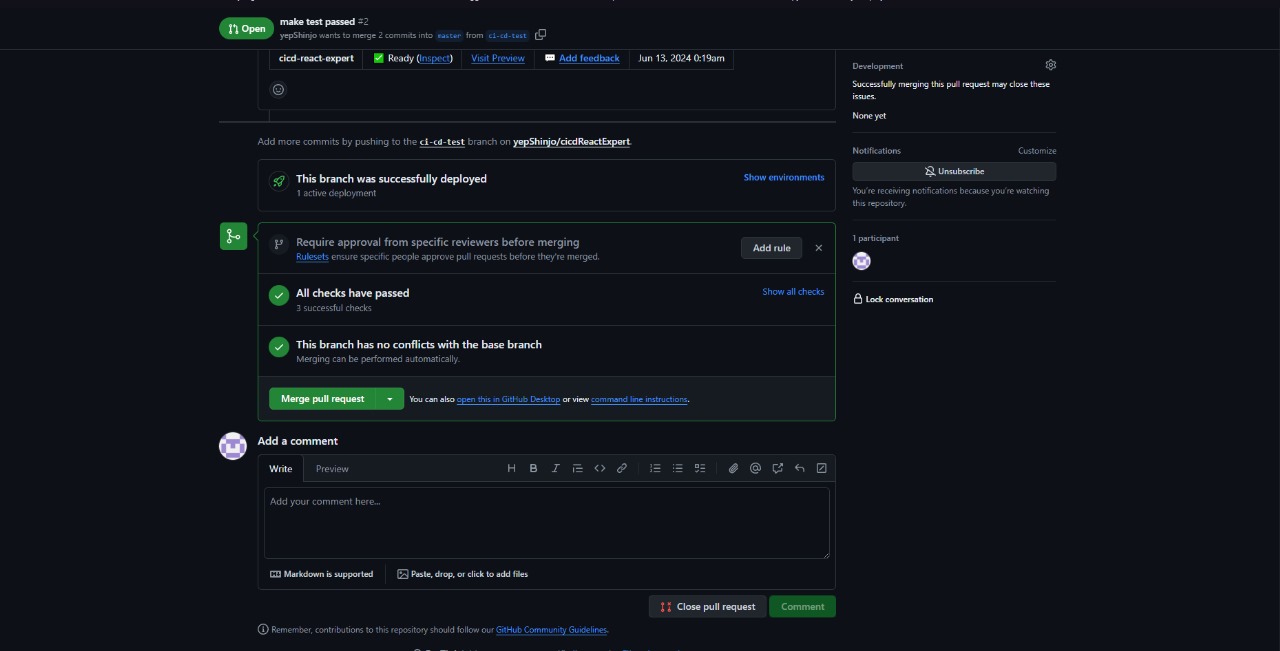 Open
make test passed #2
yepShinjo wants to merge 2 commits into master from ci-cd-test
cicd-react-expert Ready (Inspect) Visit Preview Add feedback Jun 13, 2024 0:19am
Add more commits by pushing to the ci-cd-test branch on yepShinjo/cicdReactExpert.
This branch was successfully deployed
1 active deployment
Show environments
Require approval from specific reviewers before merging
Rulesets ensure specific people approve pull requests before they're merged.
Add rule
All checks have passed
3 successful checks
Show all checks
This branch has no conflicts with the base branch
Merging can be performed automatically.
Merge pull request
You can also open this in GitHub Desktop or view command line instructions.
Add a comment
Write Preview
Add your comment here...
Markdown is supported
Paste, drop, or click to add files
Close pull request
Comment
Remember, contributions to this repository should follow our GitHub Community Guidelines.
Development
Successfully merging this pull request may close these
issues.
None yet
Notifications Customize
Unsubscribe
You're receiving notifications because you're watching
this repository.
1 participant
Lock conversation